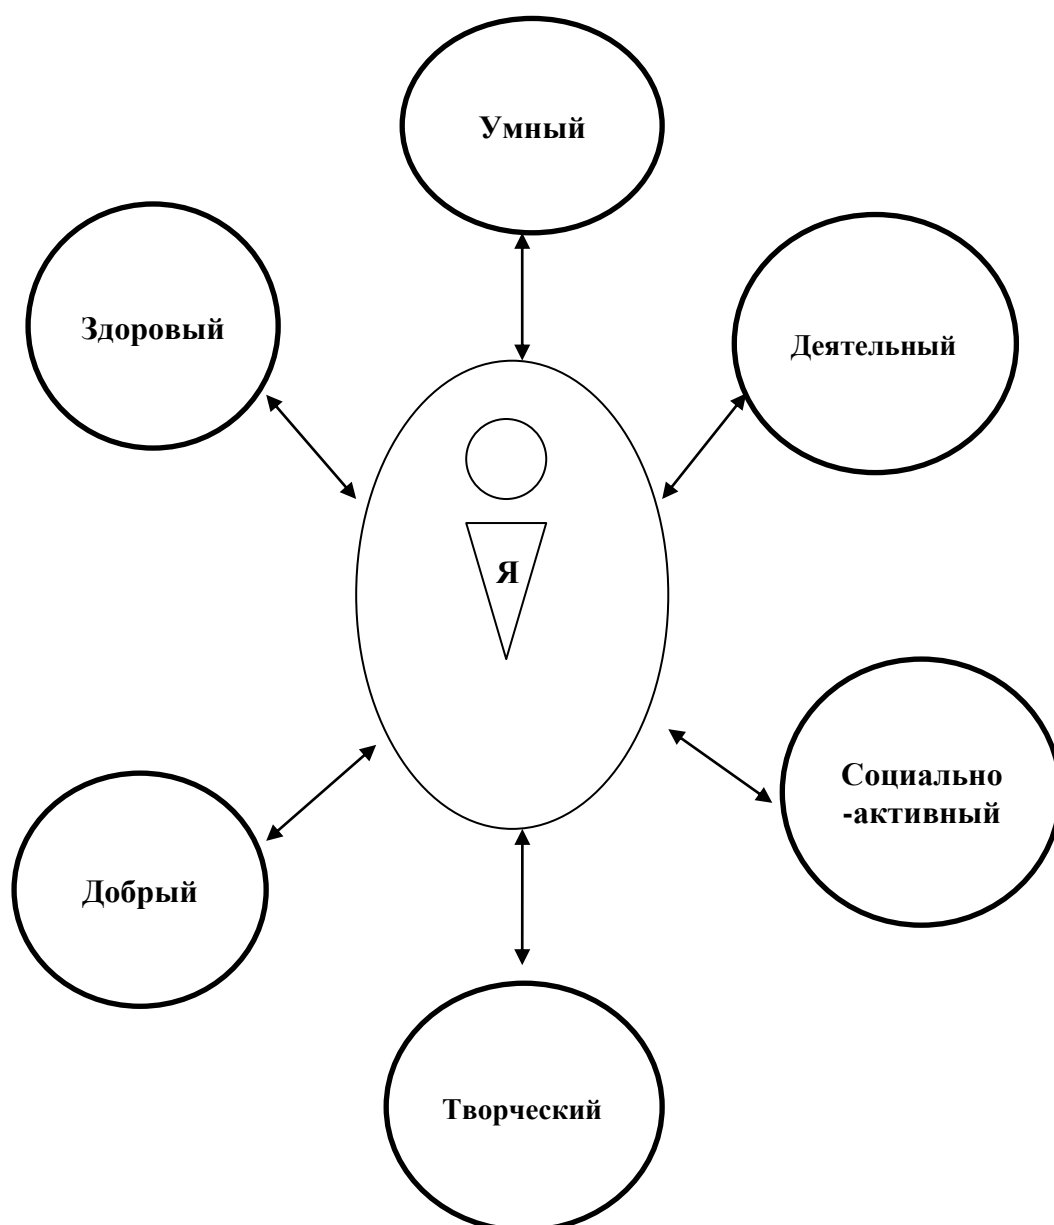 Умный
Здоровый
Деятельный
Я
Социально
-активный
Добрый
Творческий